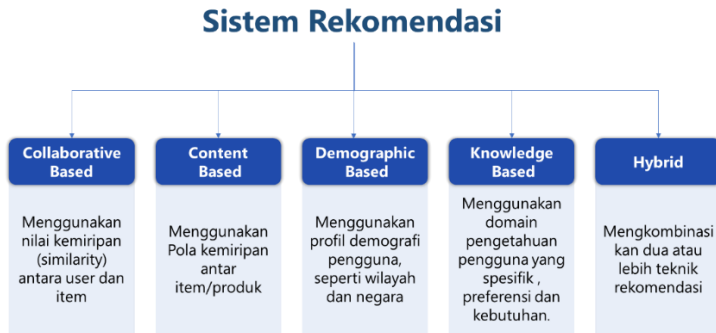 Sistem Rekomendasi
Collaborative
Based
Menggunakan
nilai kemiripan
(similarity)
antara user dan
item
Content
Based
Menggunakan
Pola kemiripan
antar
item/produk
Demographic
Based
Menggunakan
profil demografi
pengguna,
seperti wilayah
dan negara
Knowledge
Based
Menggunakan
domain
pengetahuan
pengguna yang
spesifik ,
preferensi dan
kebutuhan.
Hybrid
Mengkombinasi
kan dua atau
lebih teknik
rekomendasi